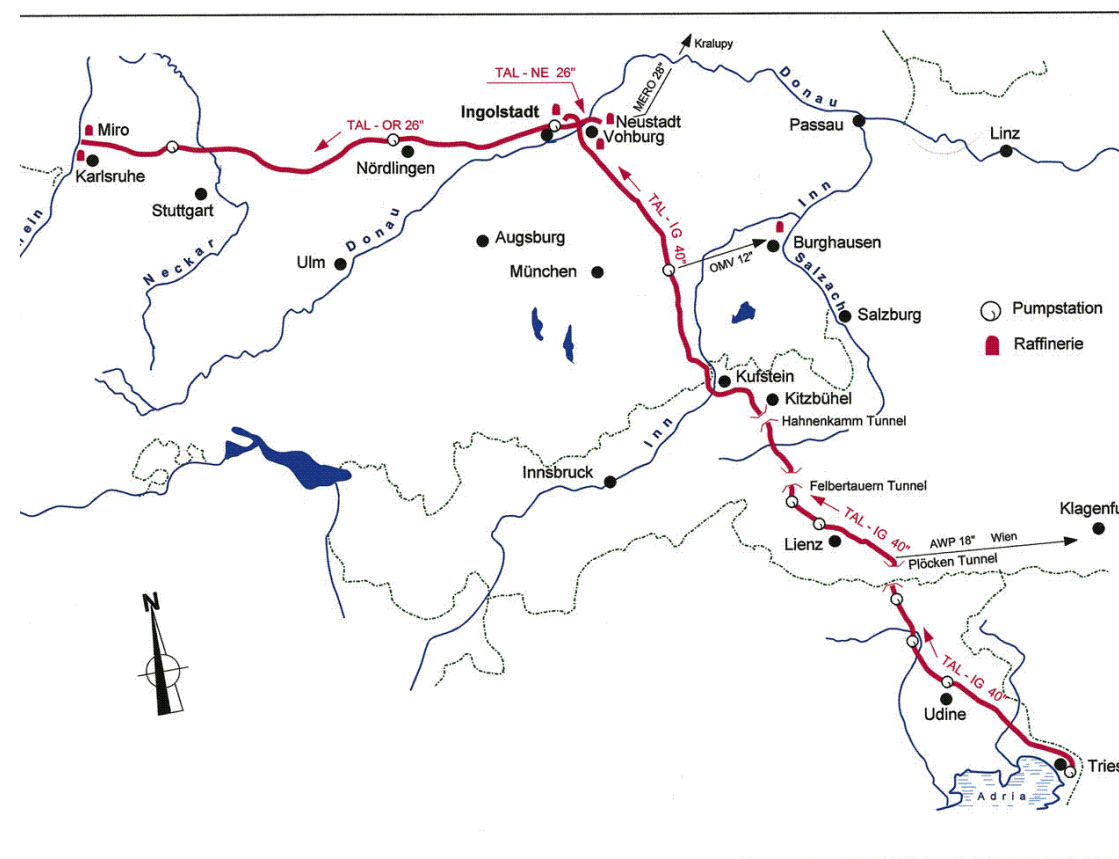 Kralupy
TAL - NE 26"
MERO 28"
Donau
Ingolstadt
Neustadt
Vohburg
Passau
Linz
Miro
TAL - OR 26"
Karlsruhe
Nördlingen
Stuttgart
rein
Neckar
Donau
Ulm
Augsburg
München
TAL - IG 40"
OMV 12"
Inn
Burghausen
Salzach
Salzburg
Pumpstation
Raffinerie
Kufstein
Kitzbühel
Hahnenkamm Tunnel
Inn
Innsbruck
Felbertauern Tunnel
TAL - IG 40"
Lienz
AWP 18" Wien
Klagenfu
Plöcken Tunnel
N
TAL - IG 40"
Udine
Tries
Adria